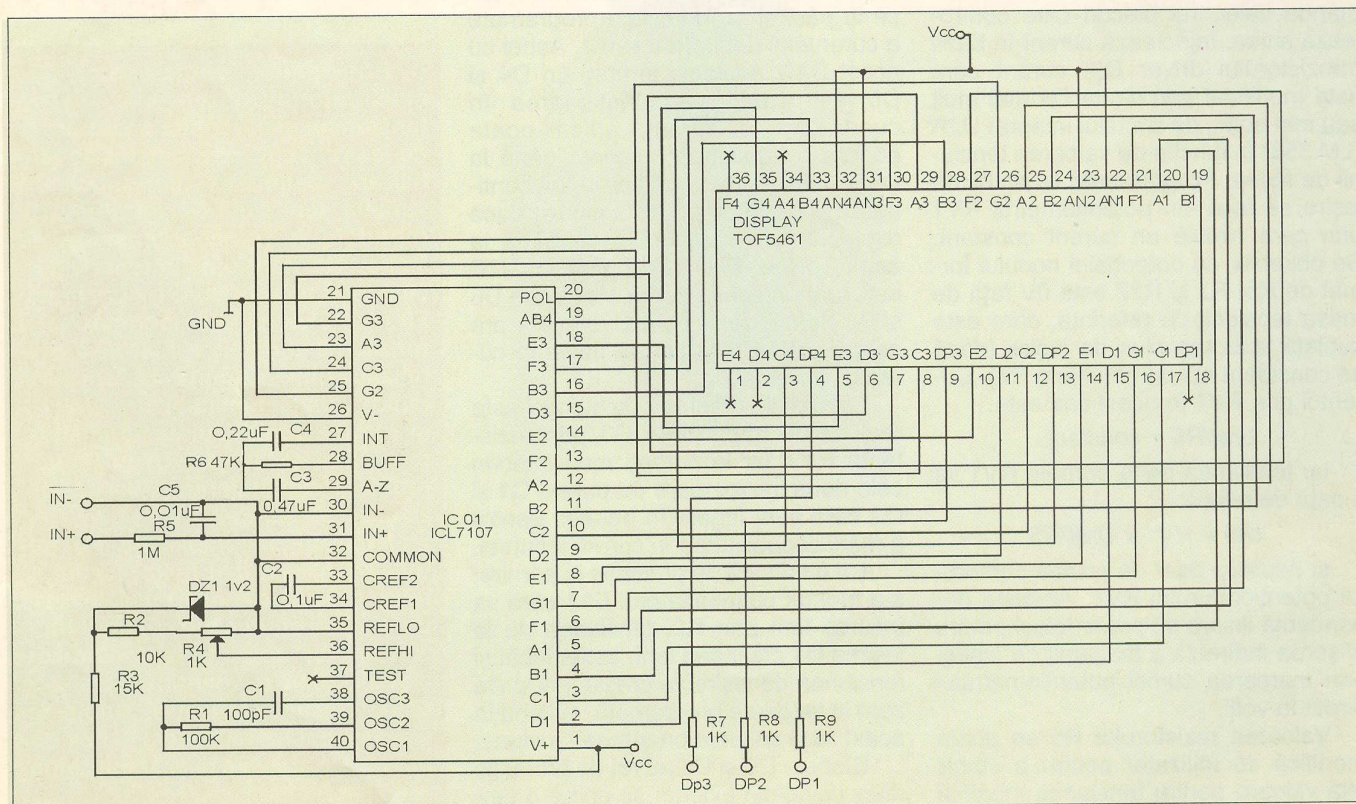 Vcc
36 35 34 33 32 31 30 29 28 27 26 25 24 23 22 21 20 19
F4 G4 A4 B4 AN4 AN3 F3 A3 B3 F2 G2 A2 B2 AN2 AN1 F1 A1 B1
DISPLAY
TOF5461
E4 D4 C4 DP4 E3 D3 G3 C3 DP3 E2 D2 C2 DP2 E1 D1 G1 C1 DP1
1 2 3 4 5 6 7 8 9 10 11 12 13 14 15 16 17 18
GND
21 GND POL 20
22 G3 AB4 19
23 A3 E3 18
24 C3 F3 17
25 G2 B3 16
26 V- D3 15
27 INT E2 14
28 BUFF F2 13
29 A-Z A2 12
30 IN- B2 11
31 IN+ C2 10
32 COMMON D2 9
33 CREF2 E1 8
34 CREF1 G1 7
35 REFLO F1 6
36 REFHI A1 5
37 TEST B1 4
38 OSC3 C1 3
39 OSC2 D1 2
40 OSC1 V+
IC 01
ICL7107
0,22uF C4
R6 47K
C3
0,47uF
IN-
C5
0,01uF
IN+
R5
1M
C2
0,1uF
DZ1 1v2
R2
10K
R4
1K
R3
15K
C1
100pF
R1
100K
Vcc
R7
1K
R8
1K
R9
1K
Dp3 DP2 DP1